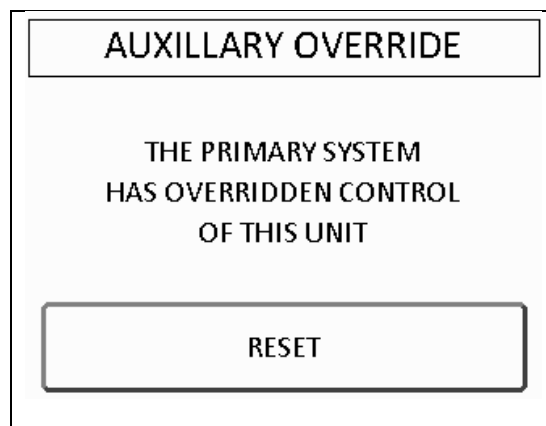 AUXILLARY OVERRIDE
THE PRIMARY SYSTEM
HAS OVERRIDDEN CONTROL
OF THIS UNIT
RESET